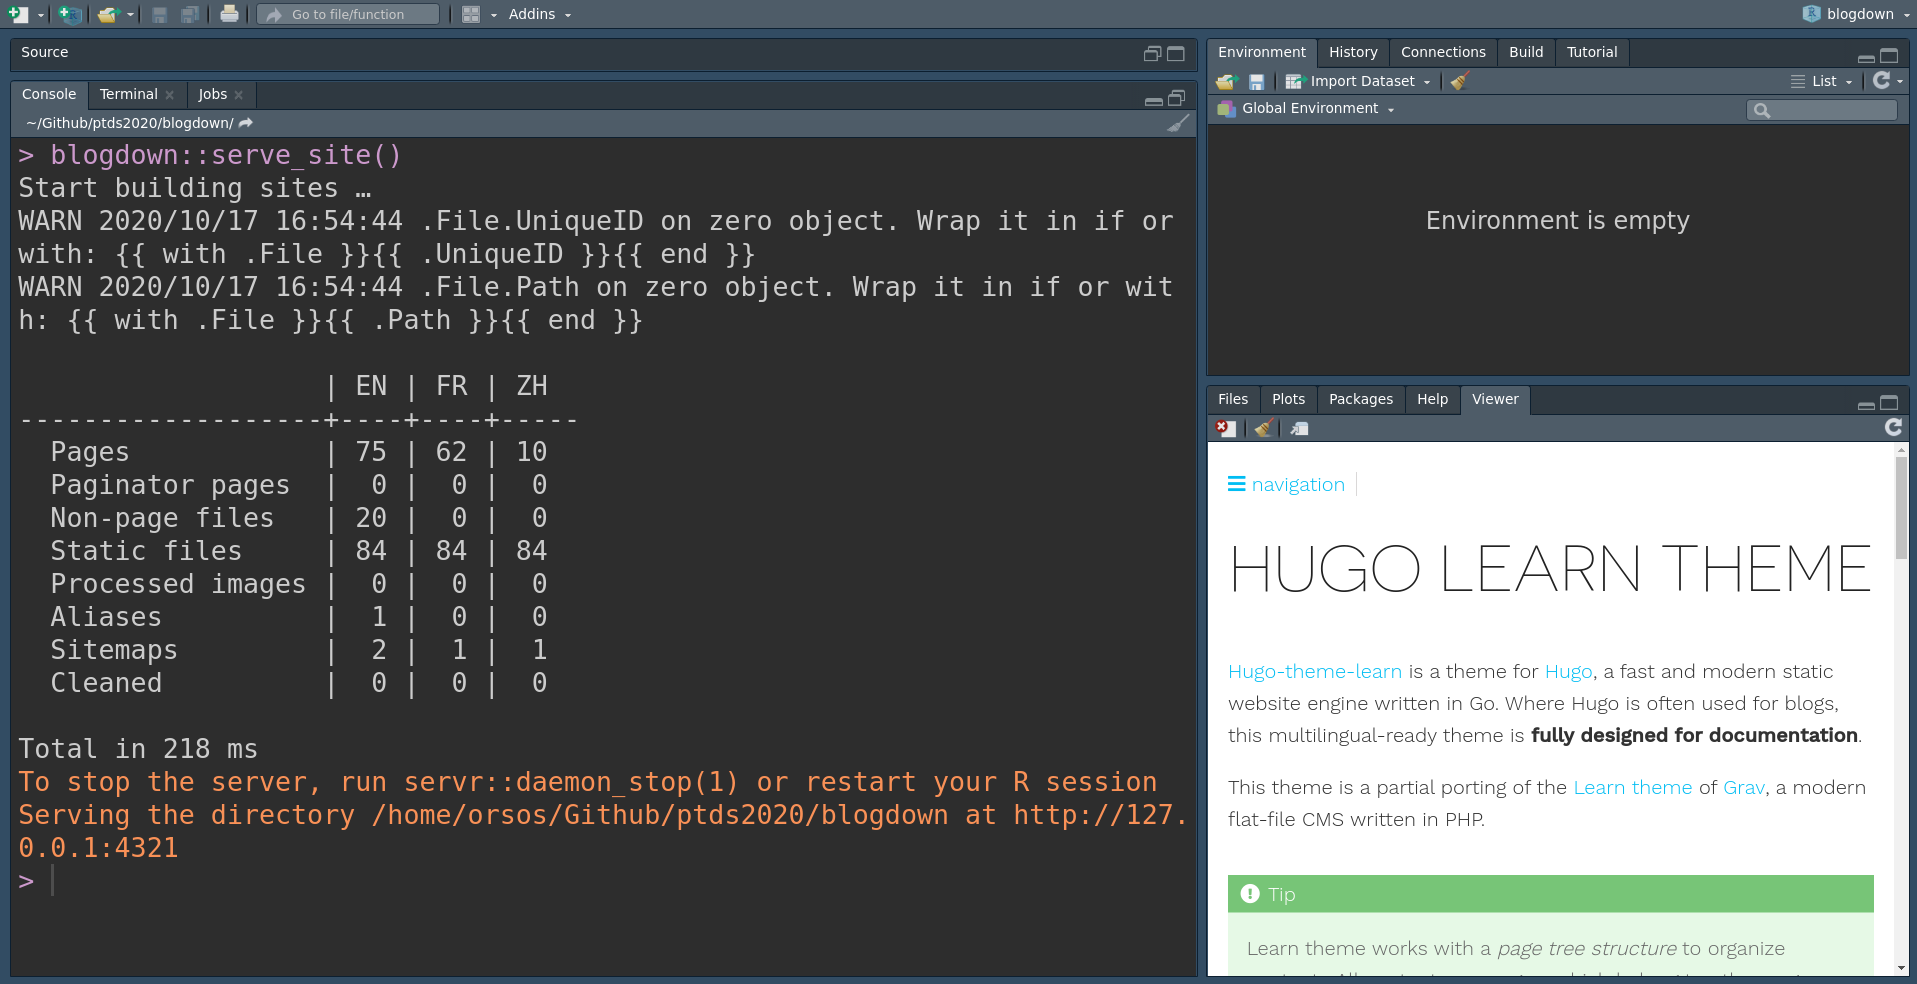 Go to file/function
Addins
blogdown
Source
Console
Terminal
Jobs
~/Github/ptds2020/blogdown/
> blogdown::serve_site()
Start building sites …
WARN 2020/10/17 16:54:44 .File.UniqueID on zero object. Wrap it in if or
with: {{ with .File }}{{ .UniqueID }}{{ end }}
WARN 2020/10/17 16:54:44 .File.Path on zero object. Wrap it in if or wit
h: {{ with .File }}{{ .Path }}{{ end }}
                   | EN | FR | ZH
-------------------+----+----+-----
  Pages            | 75 | 62 | 10
  Paginator pages  |  0 |  0 |  0
  Non-page files   | 20 |  0 |  0
  Static files     | 84 | 84 | 84
  Processed images |  0 |  0 |  0
  Aliases          |  1 |  0 |  0
  Sitemaps         |  2 |  1 |  1
  Cleaned          |  0 |  0 |  0
Total in 218 ms
To stop the server, run servr::daemon_stop(1) or restart your R session
Serving the directory /home/orsos/Github/ptds2020/blogdown at http://127.
0.0.1:4321
>
Environment
History
Connections
Build
Tutorial
Import Dataset
List
Global Environment
Environment is empty
Files
Plots
Packages
Help
Viewer
navigation
HUGO LEARN THEME
Hugo-theme-learn is a theme for Hugo, a fast and modern static
website engine written in Go. Where Hugo is often used for blogs,
this multilingual-ready theme is fully designed for documentation.
This theme is a partial porting of the Learn theme of Grav, a modern
flat-file CMS written in PHP.
Tip
Learn theme works with a page tree structure to organize